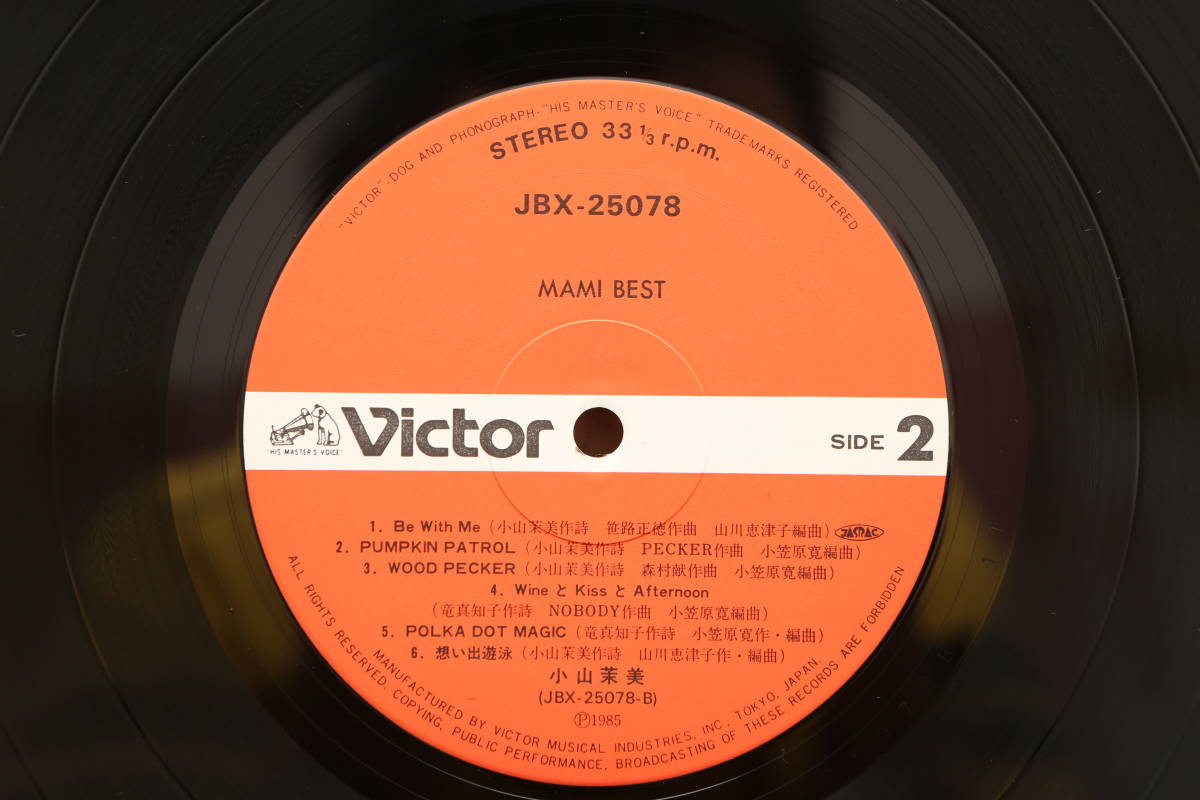 "VICTOR"-DOG AND PHONOGRAPH-"HIS MASTER'S VOICE" TRADEMARKS REGISTERED
STEREO 33 1/3 r.p.m.
JBX-25078
MAMI BEST
"HIS MASTER'S VOICE"
Victor
SIDE 2
1. Be With Me (小山茉美作詩 笹路正徳作曲 山川恵津子編曲) JASRAC
2. PUMPKIN PATROL (小山茉美作詩 PECKER作曲 小笠原寛編曲)
3. WOOD PECKER (小山茉美作詩 森村献作曲 小笠原寛編曲)
4. Wine と Kiss と Afternoon
(竜真知子作詩 NOBODY作曲 小笠原寛編曲)
5. POLKA DOT MAGIC (竜真知子作詩 小笠原寛作・編曲)
6. 想い出遊泳 (小山茉美作詩 山川恵津子作・編曲)
小山茉美
(JBX-25078-B)
Ⓟ1985
MANUFACTURED BY VICTOR MUSICAL INDUSTRIES, INC., TOKYO, JAPAN.
ALL RIGHTS RESERVED. COPYING, PUBLIC PERFORMANCE, BROADCASTING OF THESE RECORDS ARE FORBIDDEN